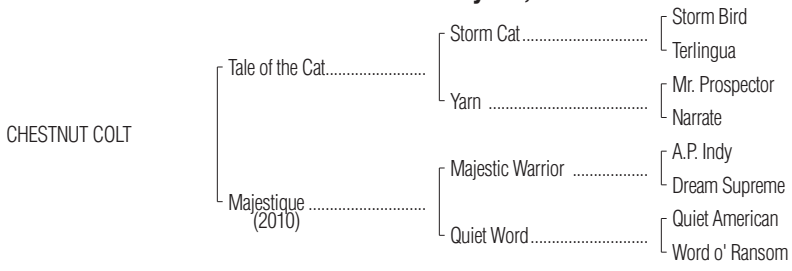 Storm Bird
Storm Cat..............................
Terlingua
Tale of the Cat........................
Mr. Prospector
Yarn ......................................
Narrate
CHESTNUT COLT
A.P. Indy
Majestic Warrior ..................
Dream Supreme
Majestique ............................
(2010)
Quiet American
Quiet Word............................
Word o' Ransom